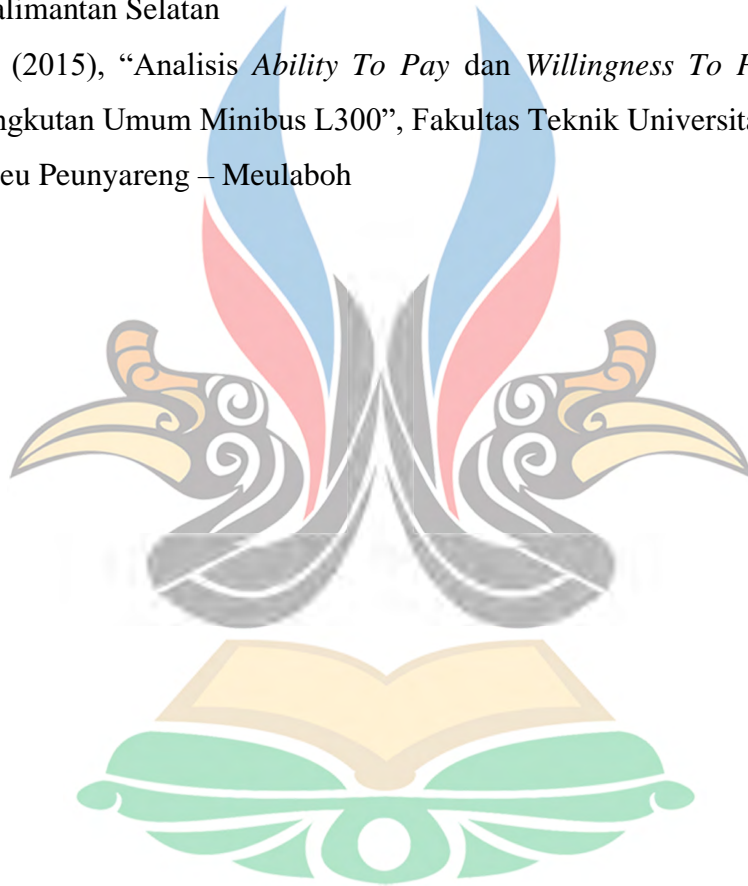 alimantan Selatan
(2015), “Analisis Ability To Pay dan Willingness To
ngkutan Umum Minibus L300”, Fakultas Teknik Universita
eu Peunyareng – Meulaboh